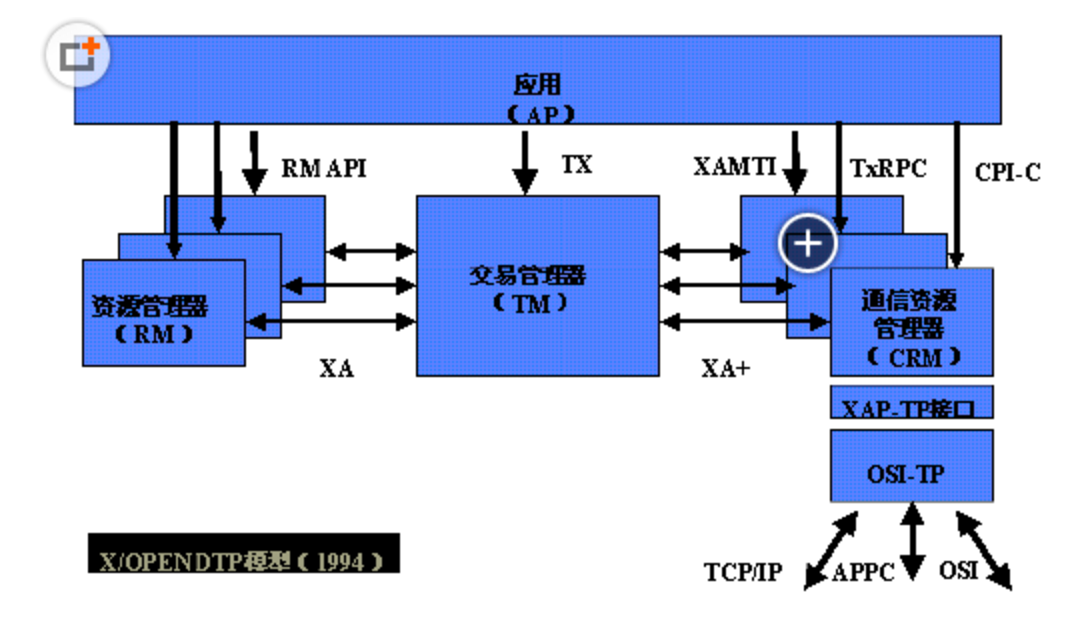 应用
（AP）
RM API
TX
XAMTI
TxRPC
CPI-C
资源管理器
（RM）
交易管理器
（TM）
通信资源
管理器
（CRM）
XA
XA+
XAP-TP接口
OSI-TP
X/OPENDTP模型（1994）
TCP/IP
APPC
OSI